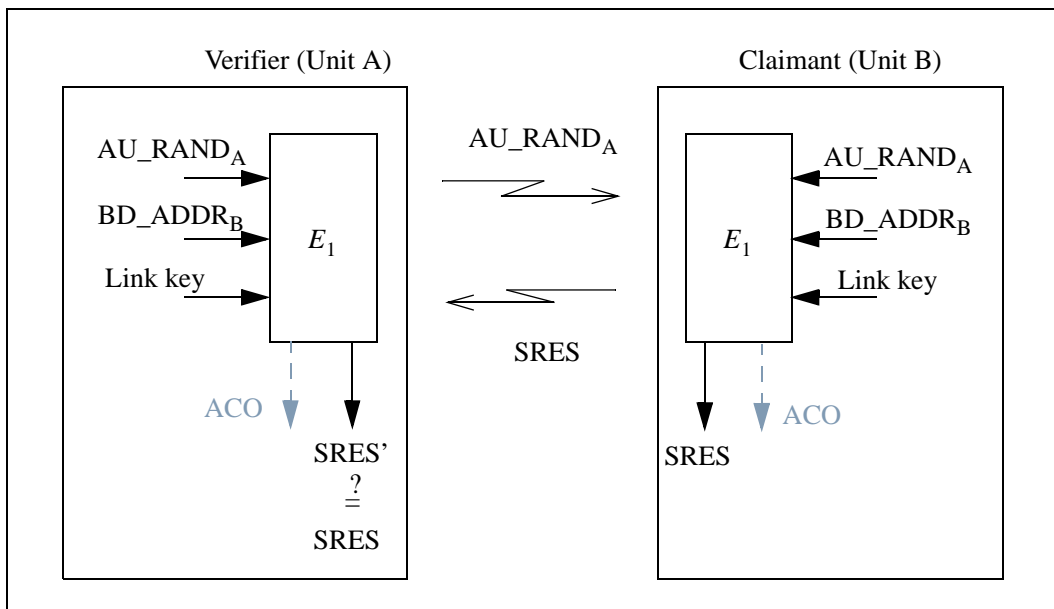 Verifier (Unit A)
Claimant (Unit B)
AU_RANDA
BD_ADDRB
Link key
E1
ACO
SRES’
?
=
SRES
AU_RANDA
SRES
E1
AU_RANDA
BD_ADDRB
Link key
SRES
ACO